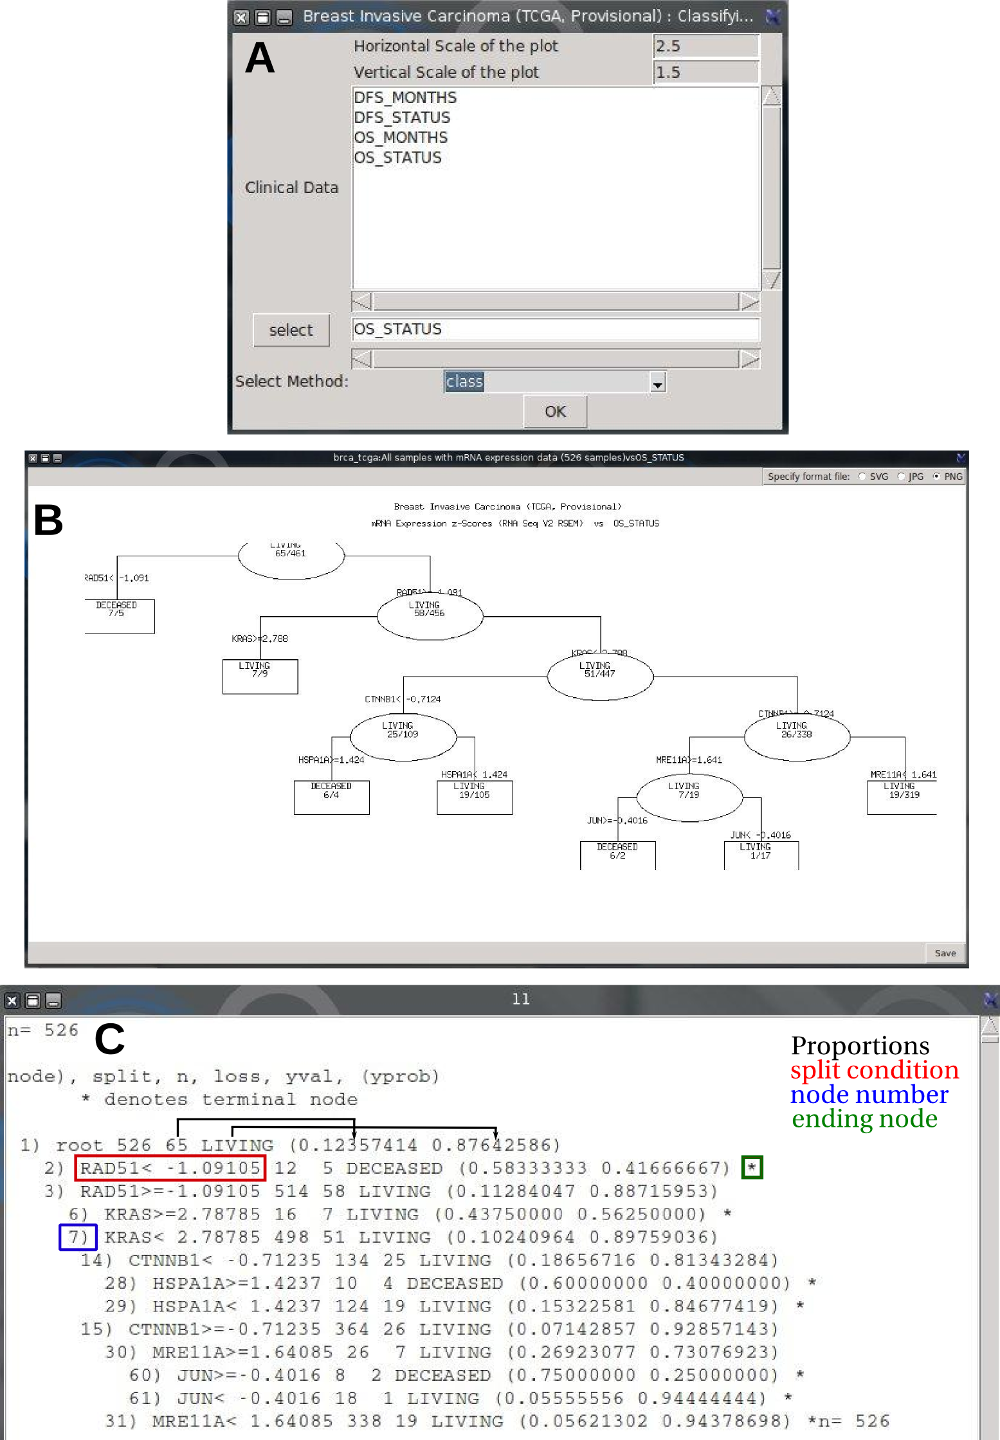 Breast Invasive Carcinoma (TCGA, Provisional) : Classifyi...
A
Horizontal Scale of the plot 2.5
Vertical Scale of the plot 1.5
DFS_MONTHS
DFS_STATUS
OS_MONTHS
OS_STATUS
Clinical Data
select OS_STATUS
Select Method: class
OK
brca_tcga:All samples with mRNA expression data (526 samples)vsOS_STATUS
Specify format file: SVG JPG PNG
B
Breast Invasive Carcinoma (TCGA, Provisional)
mRNA Expression z-Scores (RNA Seq V2 RSEM) vs OS_STATUS
LIVING
65/461
RAD51< -1.091
DECEASED
7/5
RAD51>=-1.091
LIVING
58/456
KRAS>=2.788
LIVING
7/9
KRAS< 2.788
LIVING
51/447
CTNNB1< -0.7124
LIVING
25/109
CTNNB1>=-0.7124
LIVING
26/338
HSPA1A>=1.424
DECEASED
6/4
HSPA1A< 1.424
LIVING
19/105
MRE11A>=1.641
LIVING
7/19
MRE11A< 1.641
LIVING
19/319
JUN>=-0.4016
DECEASED
6/2
JUN< -0.4016
LIVING
1/17
Save
11
n= 526
C
Proportions
split condition
node number
ending node
node), split, n, loss, yval, (yprob)
* denotes terminal node
1) root 526 65 LIVING (0.12357414 0.87642586)
2) RAD51< -1.09105 12 5 DECEASED (0.58333333 0.41666667) *
3) RAD51>=-1.09105 514 58 LIVING (0.11284047 0.88715953)
6) KRAS>=2.78785 16 7 LIVING (0.43750000 0.56250000) *
7) KRAS< 2.78785 498 51 LIVING (0.10240964 0.89759036)
14) CTNNB1< -0.71235 134 25 LIVING (0.18656716 0.81343284)
28) HSPA1A>=1.4237 10 4 DECEASED (0.60000000 0.40000000) *
29) HSPA1A< 1.4237 124 19 LIVING (0.15322581 0.84677419) *
15) CTNNB1>=-0.71235 364 26 LIVING (0.07142857 0.92857143)
30) MRE11A>=1.64085 26 7 LIVING (0.26923077 0.73076923)
60) JUN>=-0.4016 8 2 DECEASED (0.75000000 0.25000000) *
61) JUN< -0.4016 18 1 LIVING (0.05555556 0.94444444) *
31) MRE11A< 1.64085 338 19 LIVING (0.05621302 0.94378698) *n= 526